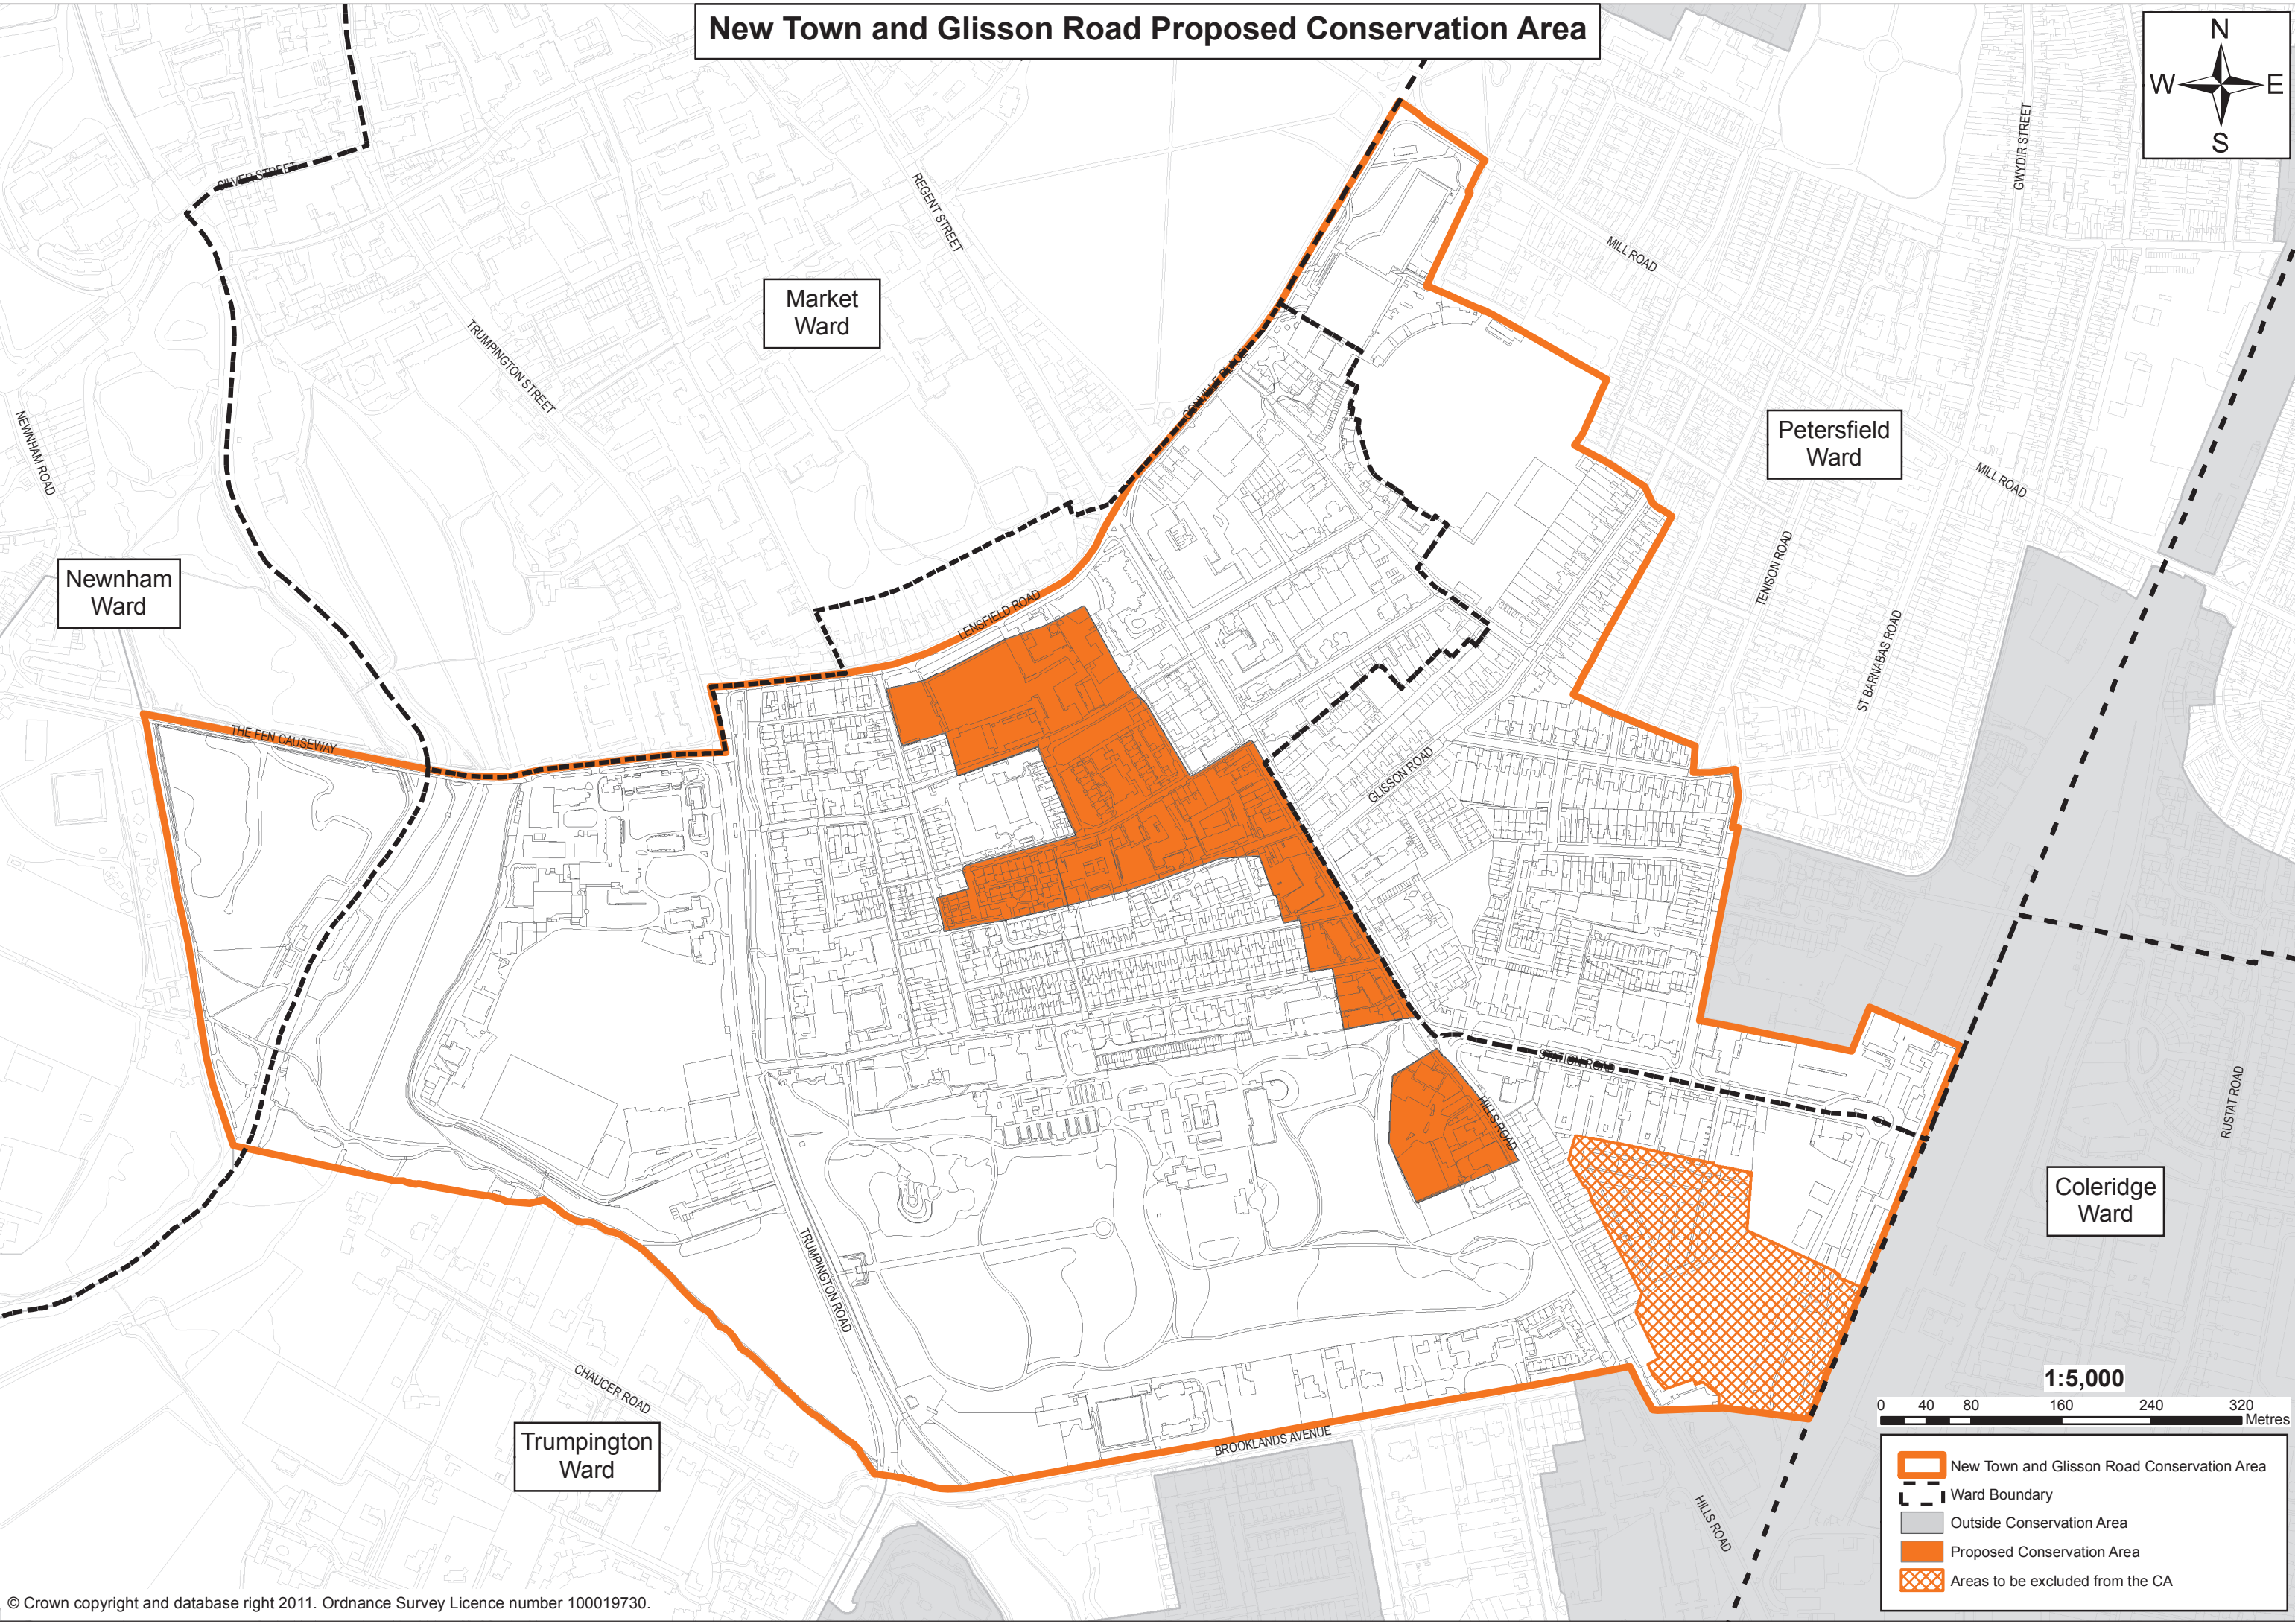 New Town and Glisson Road Proposed Conservation Area
N
W
E
S
SILVER STREET
REGENT STREET
GWYDIR STREET
MILL ROAD
Market
Ward
TRUMPINGTON STREET
GONVILLE PLACE
NEWNHAM ROAD
Petersfield
Ward
MILL ROAD
Newnham
Ward
TENISON ROAD
LENSFIELD ROAD
ST BARNABAS ROAD
THE FEN CAUSEWAY
GLISSON ROAD
STATION ROAD
HILLS ROAD
RUSTAT ROAD
Coleridge
Ward
TRUMPINGTON ROAD
CHAUCER ROAD
Trumpington
Ward
BROOKLANDS AVENUE
HILLS ROAD
1:5,000
0 40 80 160 240 320
Metres
New Town and Glisson Road Conservation Area
Ward Boundary
Outside Conservation Area
Proposed Conservation Area
Areas to be excluded from the CA
© Crown copyright and database right 2011. Ordnance Survey Licence number 100019730.